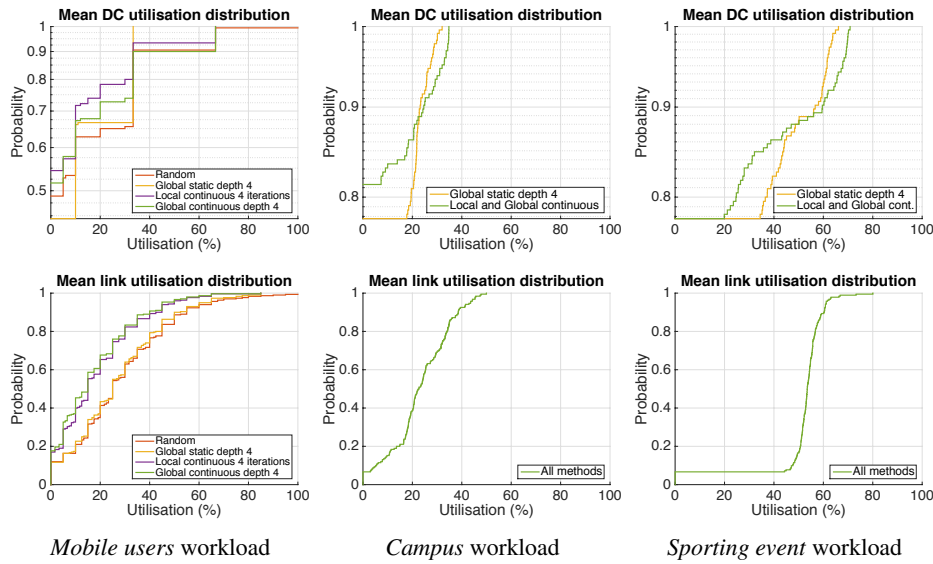 Mean DC utilisation distribution
Probability
1
0.9
0.8
0.7
0.6
0.5
0 20 40 60 80 100
Utilisation (%)
Random
Global static depth 4
Local continuous 4 iterations
Global continuous depth 4
Mean DC utilisation distribution
Probability
1
0.9
0.8
0 20 40 60 80 100
Utilisation (%)
Global static depth 4
Local and Global continuous
Mean DC utilisation distribution
Probability
1
0.9
0.8
0 20 40 60 80 100
Utilisation (%)
Global static depth 4
Local and Global cont.
Mean link utilisation distribution
Probability
1
0.8
0.6
0.4
0.2
0
0 20 40 60 80 100
Utilisation (%)
Random
Global static depth 4
Local continuous 4 iterations
Global continuous depth 4
Mean link utilisation distribution
Probability
1
0.8
0.6
0.4
0.2
0
0 20 40 60 80 100
Utilisation (%)
All methods
Mean link utilisation distribution
Probability
1
0.8
0.6
0.4
0.2
0
0 20 40 60 80 100
Utilisation (%)
All methods
Mobile users workload
Campus workload
Sporting event workload